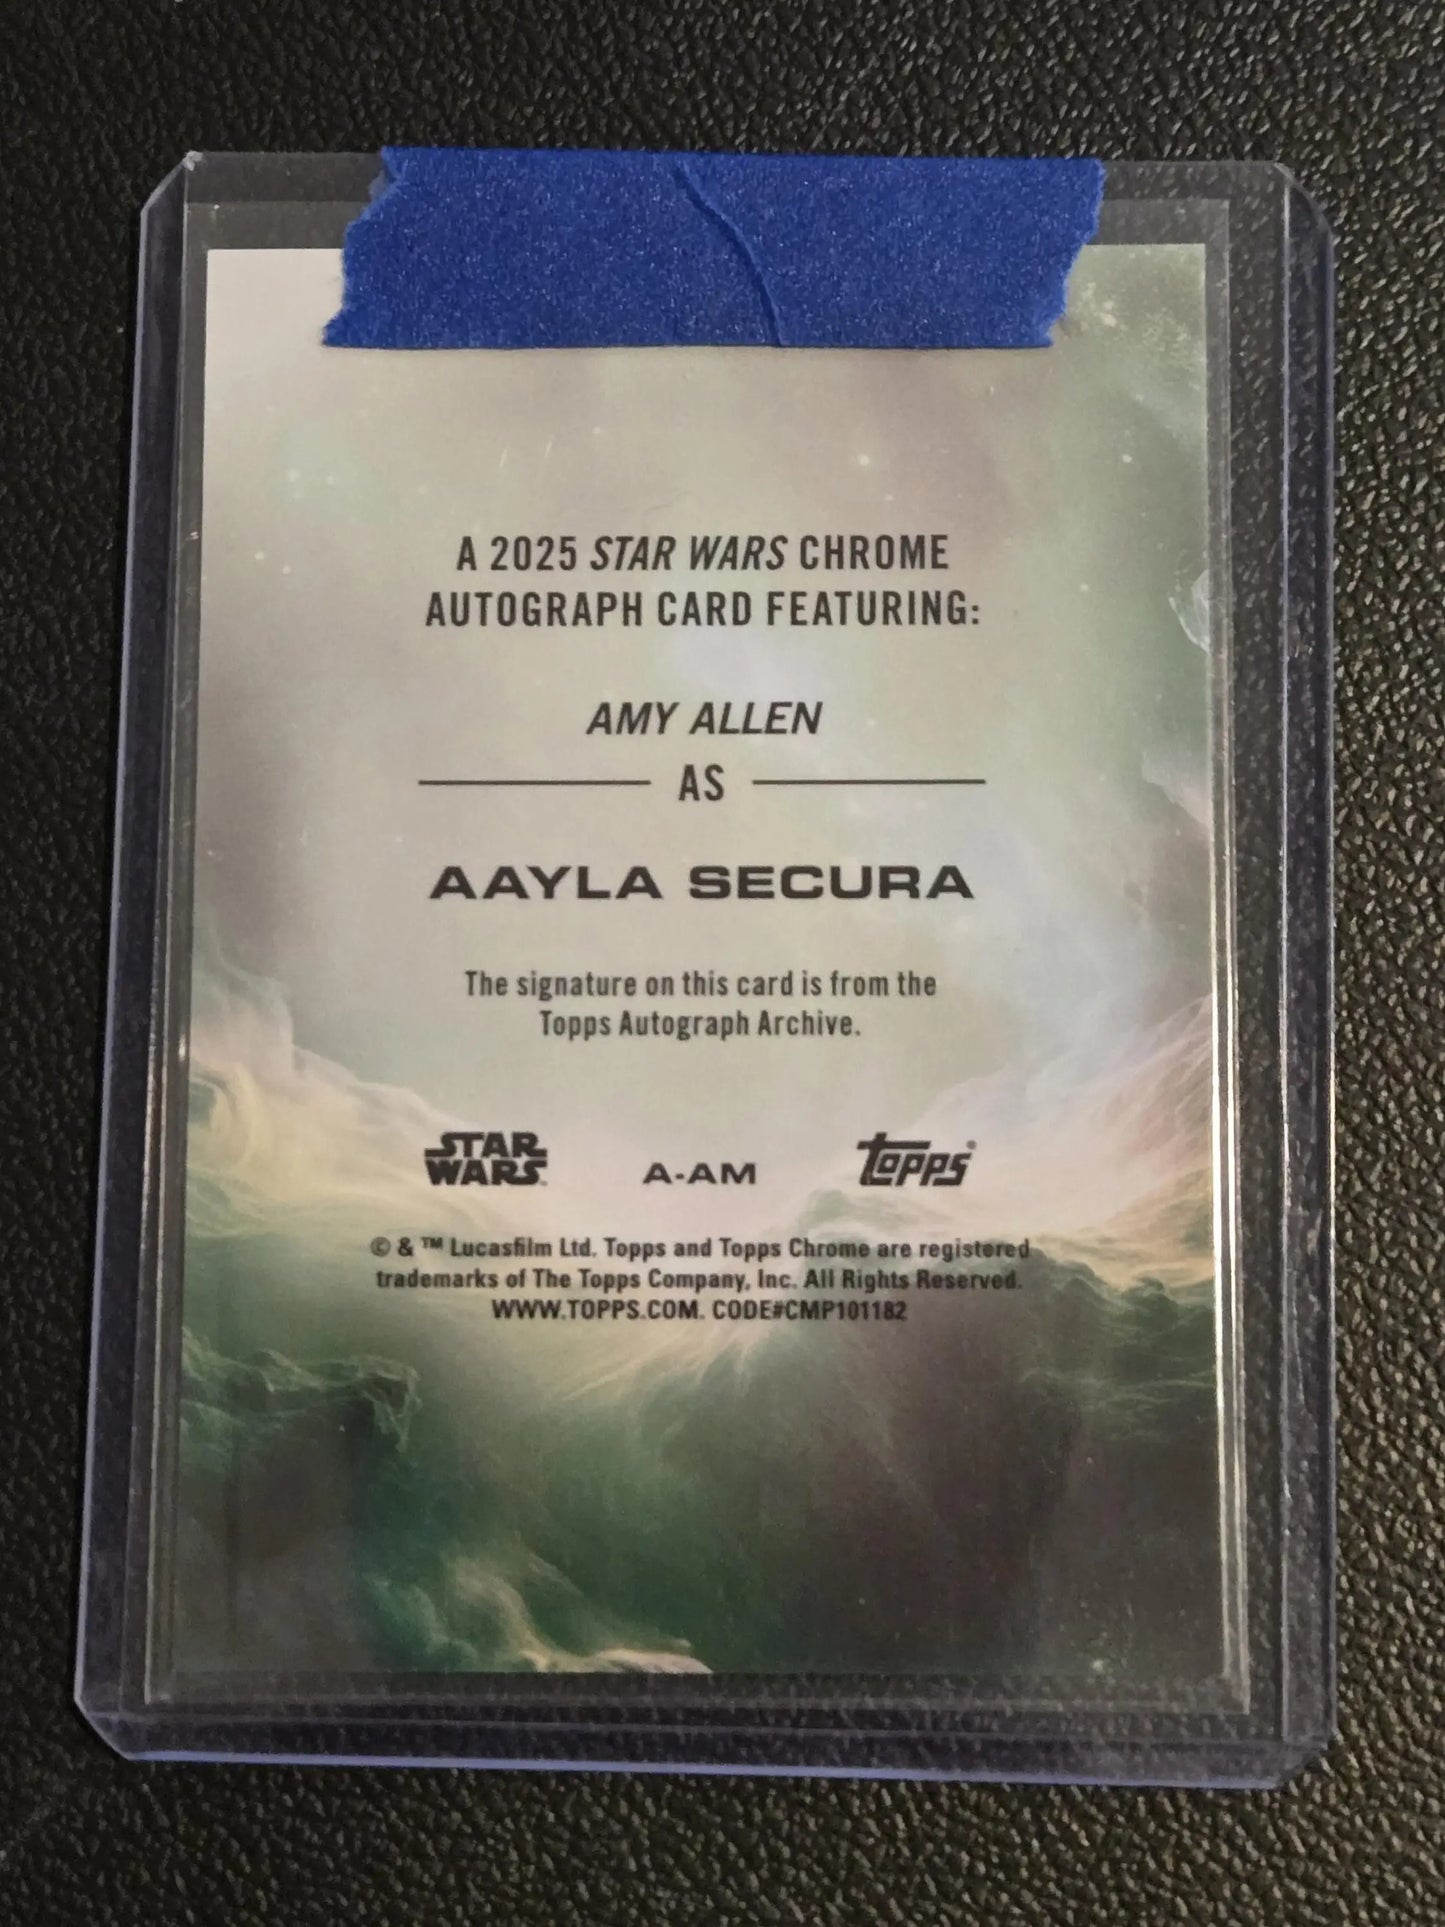 A 2025 STAR WARS CHROME
AUTOGRAPH CARD FEATURING:
AMY ALLEN
AS
AAYLA SECURA
The signature on this card is from the
Topps Autograph Archive.
STAR
WARS
A-AM
topps®
© & ™ Lucasfilm Ltd. Topps and Topps Chrome are registered
trademarks of The Topps Company, Inc. All Rights Reserved.
WWW.TOPPS.COM. CODE#CMP101182